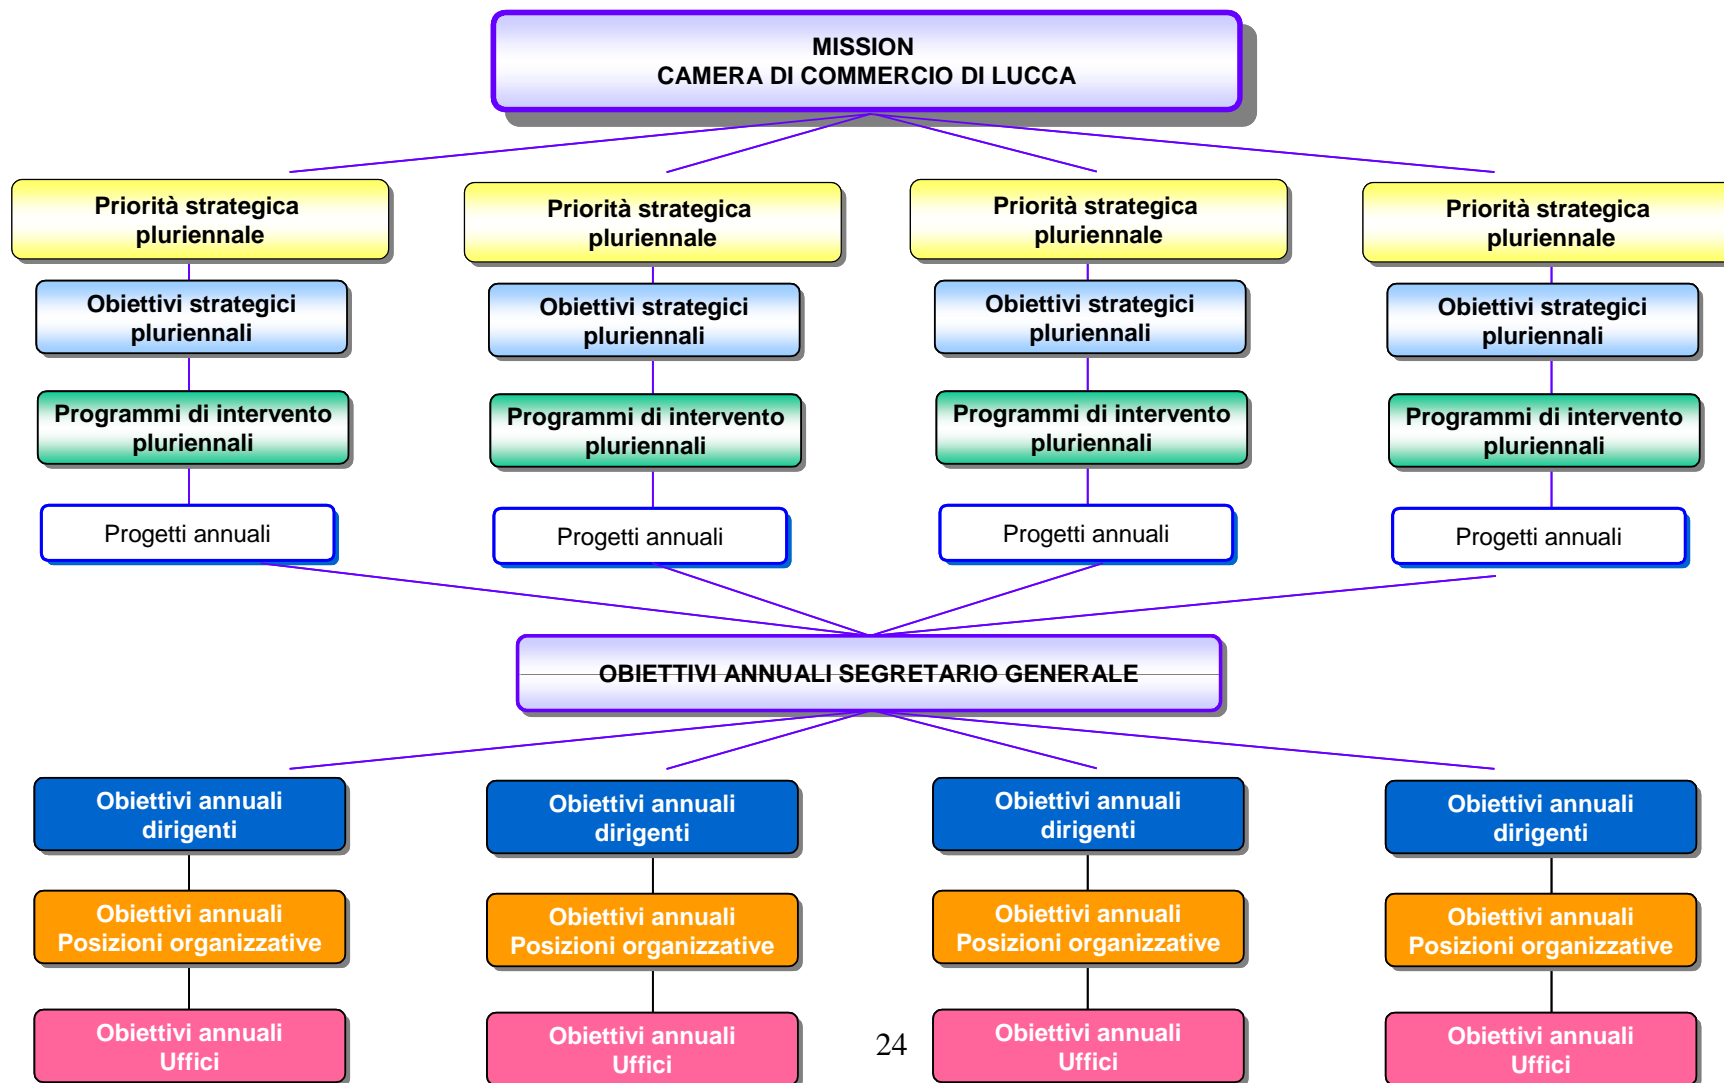 MISSION
CAMERA DI COMMERCIO DI LUCCA
Priorità strategica
pluriennale
Priorità strategica
pluriennale
Priorità strategica
pluriennale
Priorità strategica
pluriennale
Obiettivi strategici
pluriennali
Obiettivi strategici
pluriennali
Obiettivi strategici
pluriennali
Obiettivi strategici
pluriennali
Programmi di intervento
pluriennali
Programmi di intervento
pluriennali
Programmi di intervento
pluriennali
Programmi di intervento
pluriennali
Progetti annuali
Progetti annuali
Progetti annuali
Progetti annuali
OBIETTIVI ANNUALI SEGRETARIO GENERALE
Obiettivi annuali
dirigenti
Obiettivi annuali
dirigenti
Obiettivi annuali
dirigenti
Obiettivi annuali
dirigenti
Obiettivi annuali
Posizioni organizzative
Obiettivi annuali
Posizioni organizzative
Obiettivi annuali
Posizioni organizzative
Obiettivi annuali
Posizioni organizzative
Obiettivi annuali
Uffici
Obiettivi annuali
Uffici
24
Obiettivi annuali
Uffici
Obiettivi annuali
Uffici